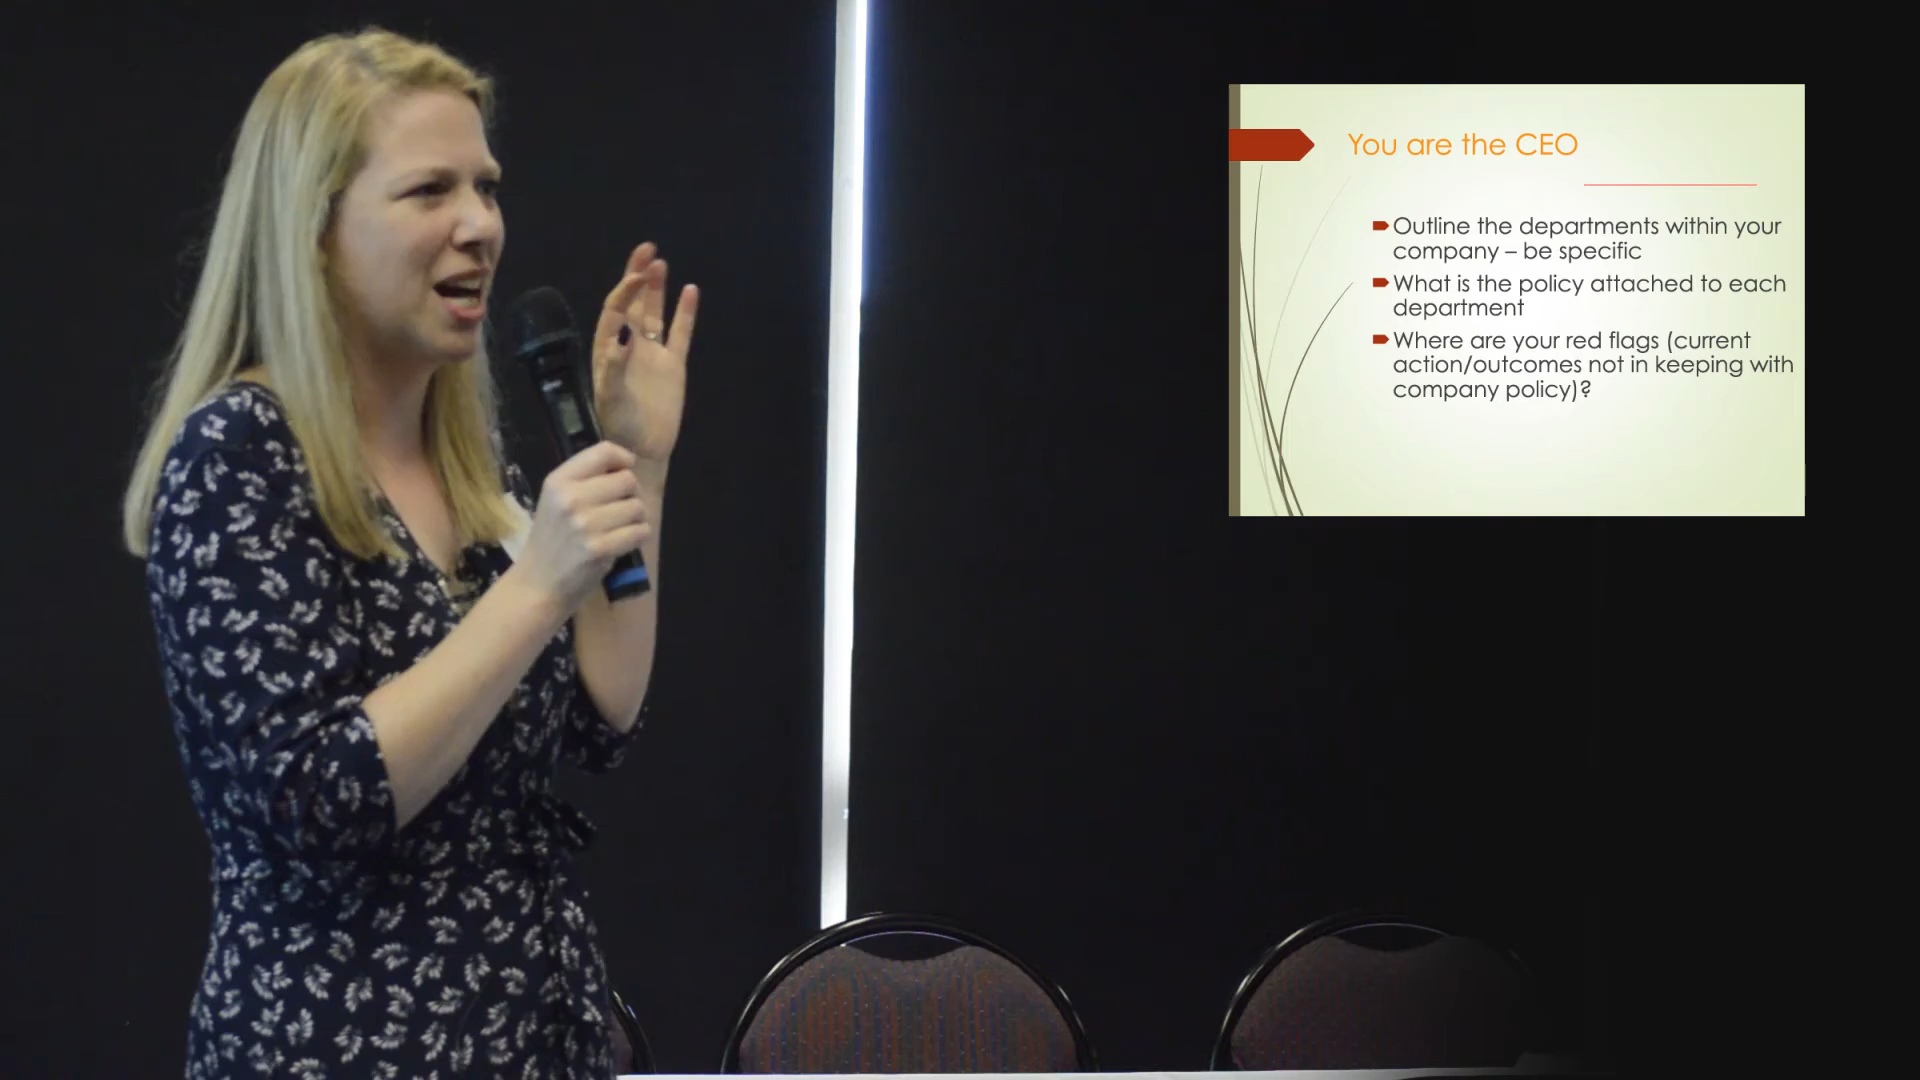 You are the CEO
Outline the departments within your
company – be specific
What is the policy attached to each
department
Where are your red flags (current
action/outcomes not in keeping with
company policy)?